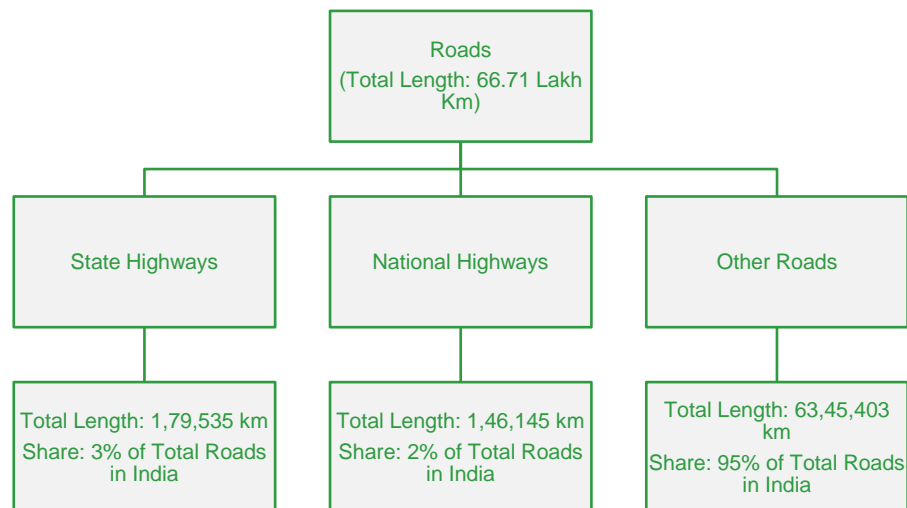 Roads
(Total Length: 66.71 Lakh
Km)
State Highways
National Highways
Other Roads
Total Length: 1,79,535 km
Share: 3% of Total Roads
in India
Total Length: 1,46,145 km
Share: 2% of Total Roads
in India
Total Length: 63,45,403
km
Share: 95% of Total Roads
in India